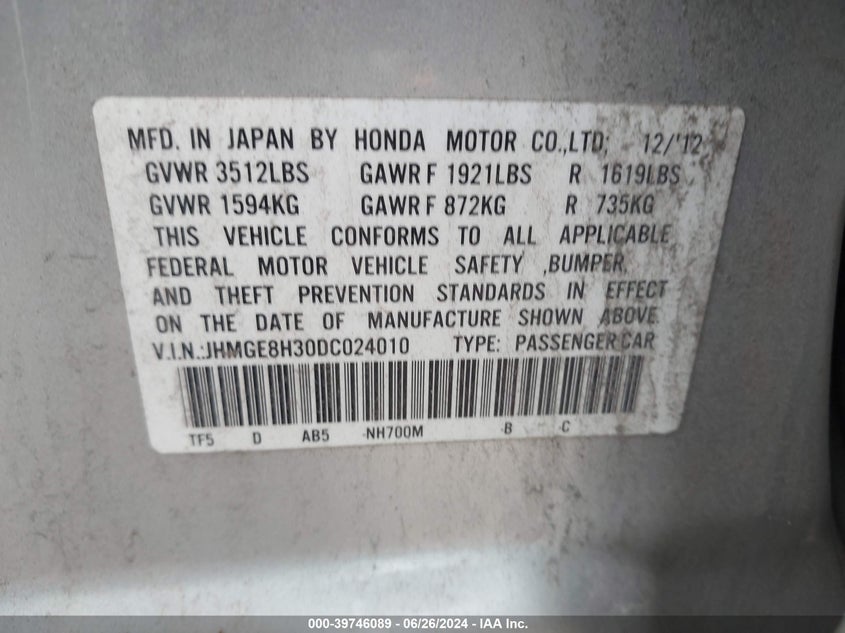 MFD. IN JAPAN BY HONDA MOTOR CO.,LTD; 12/'12
GVWR 3512LBS GAWR F 1921LBS R 1619LBS
GVWR 1594KG GAWR F 872KG R 735KG
THIS VEHICLE CONFORMS TO ALL APPLICABLE
FEDERAL MOTOR VEHICLE SAFETY ,BUMPER,
AND THEFT PREVENTION STANDARDS IN EFFECT
ON THE DATE OF MANUFACTURE SHOWN ABOVE.
V.I.N.:JHMGE8H30DC024010 TYPE: PASSENGER CAR
TF5 D AB5 -NH700M -B -C
000-39746089 - 06/26/2024 - IAA Inc.